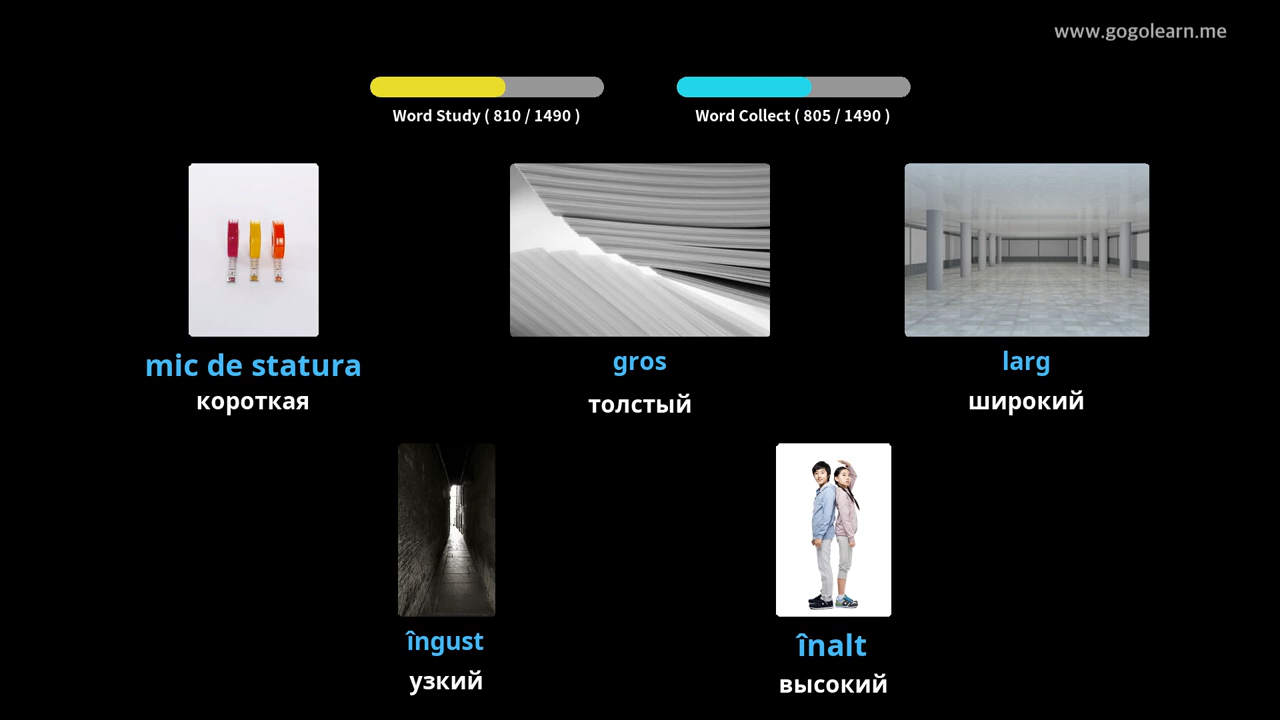 www.gogolearn.me
Word Study ( 810 / 1490 )
Word Collect ( 805 / 1490 )
mic de statura
короткая
gros
толстый
larg
широкий
îngust
узкий
înalt
высокий